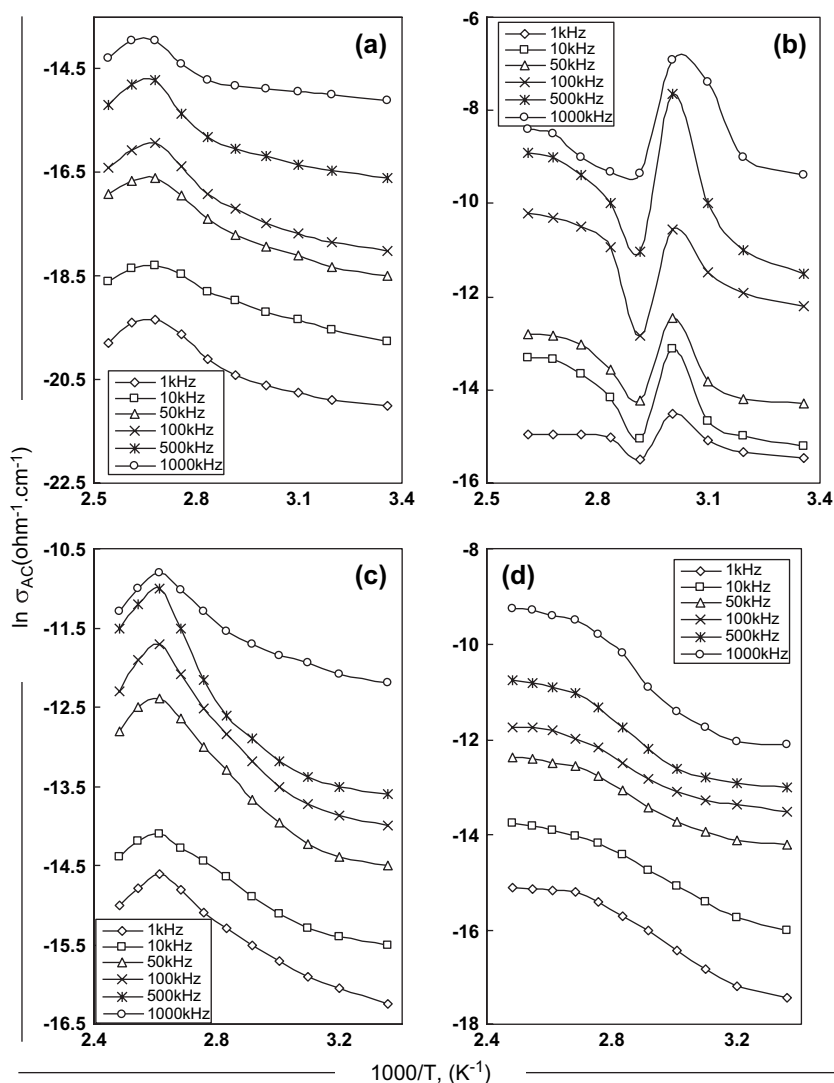 (a)
-14.5
-16.5
-18.5
-20.5
-22.5
2.5 2.8 3.1 3.4
1kHz
10kHz
50kHz
100kHz
500kHz
1000kHz
(b)
-6
-8
-10
-12
-14
-16
2.5 2.8 3.1 3.4
1kHz
10kHz
50kHz
100kHz
500kHz
1000kHz
(c)
-10.5
-11.5
-12.5
-13.5
-14.5
-15.5
-16.5
2.4 2.8 3.2
1kHz
10kHz
50kHz
100kHz
500kHz
1000kHz
(d)
-8
-10
-12
-14
-16
-18
2.4 2.8 3.2
1kHz
10kHz
50kHz
100kHz
500kHz
1000kHz
ln σAC(ohm-1.cm-1)
1000/T, (K-1)